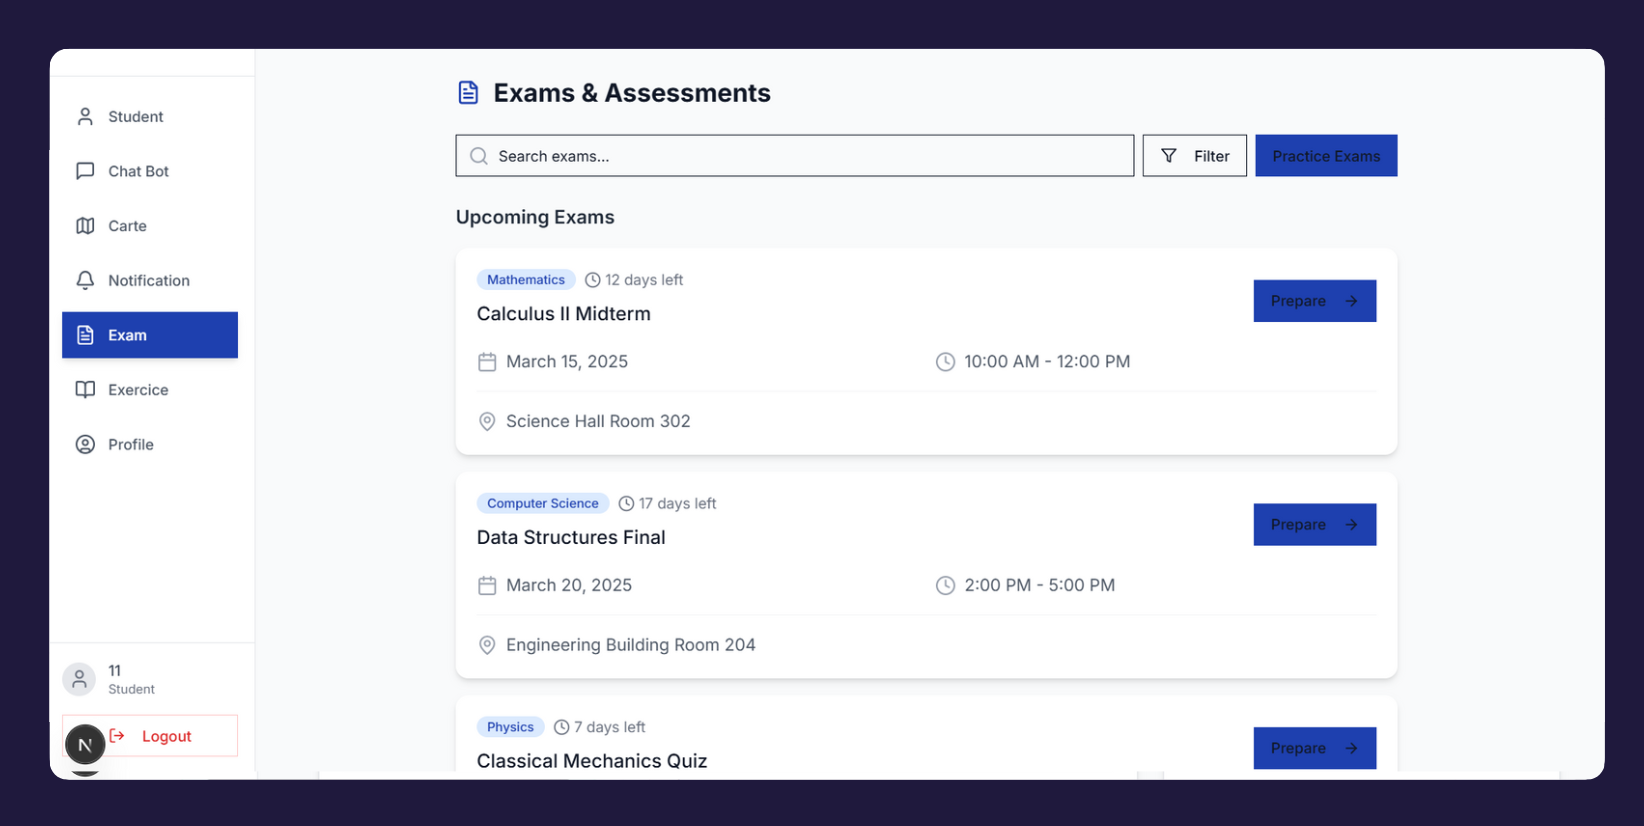 Student
Chat Bot
Carte
Notification
Exam
Exercice
Profile
11
Student
Logout
N
Exams & Assessments
Search exams...
Filter
Practice Exams
Upcoming Exams
Mathematics 12 days left
Calculus II Midterm
Prepare
March 15, 2025 10:00 AM - 12:00 PM
Science Hall Room 302
Computer Science 17 days left
Data Structures Final
Prepare
March 20, 2025 2:00 PM - 5:00 PM
Engineering Building Room 204
Physics 7 days left
Classical Mechanics Quiz
Prepare